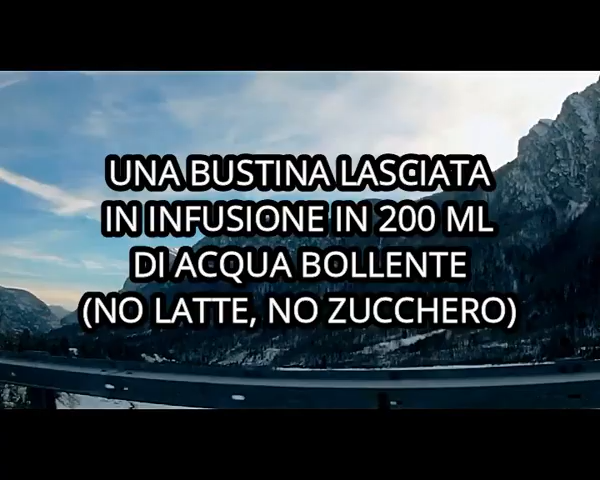 UNA BUSTINA LASCIATA
IN INFUSIONE IN 200 ML
DI ACQUA BOLLENTE
(NO LATTE, NO ZUCCHERO)